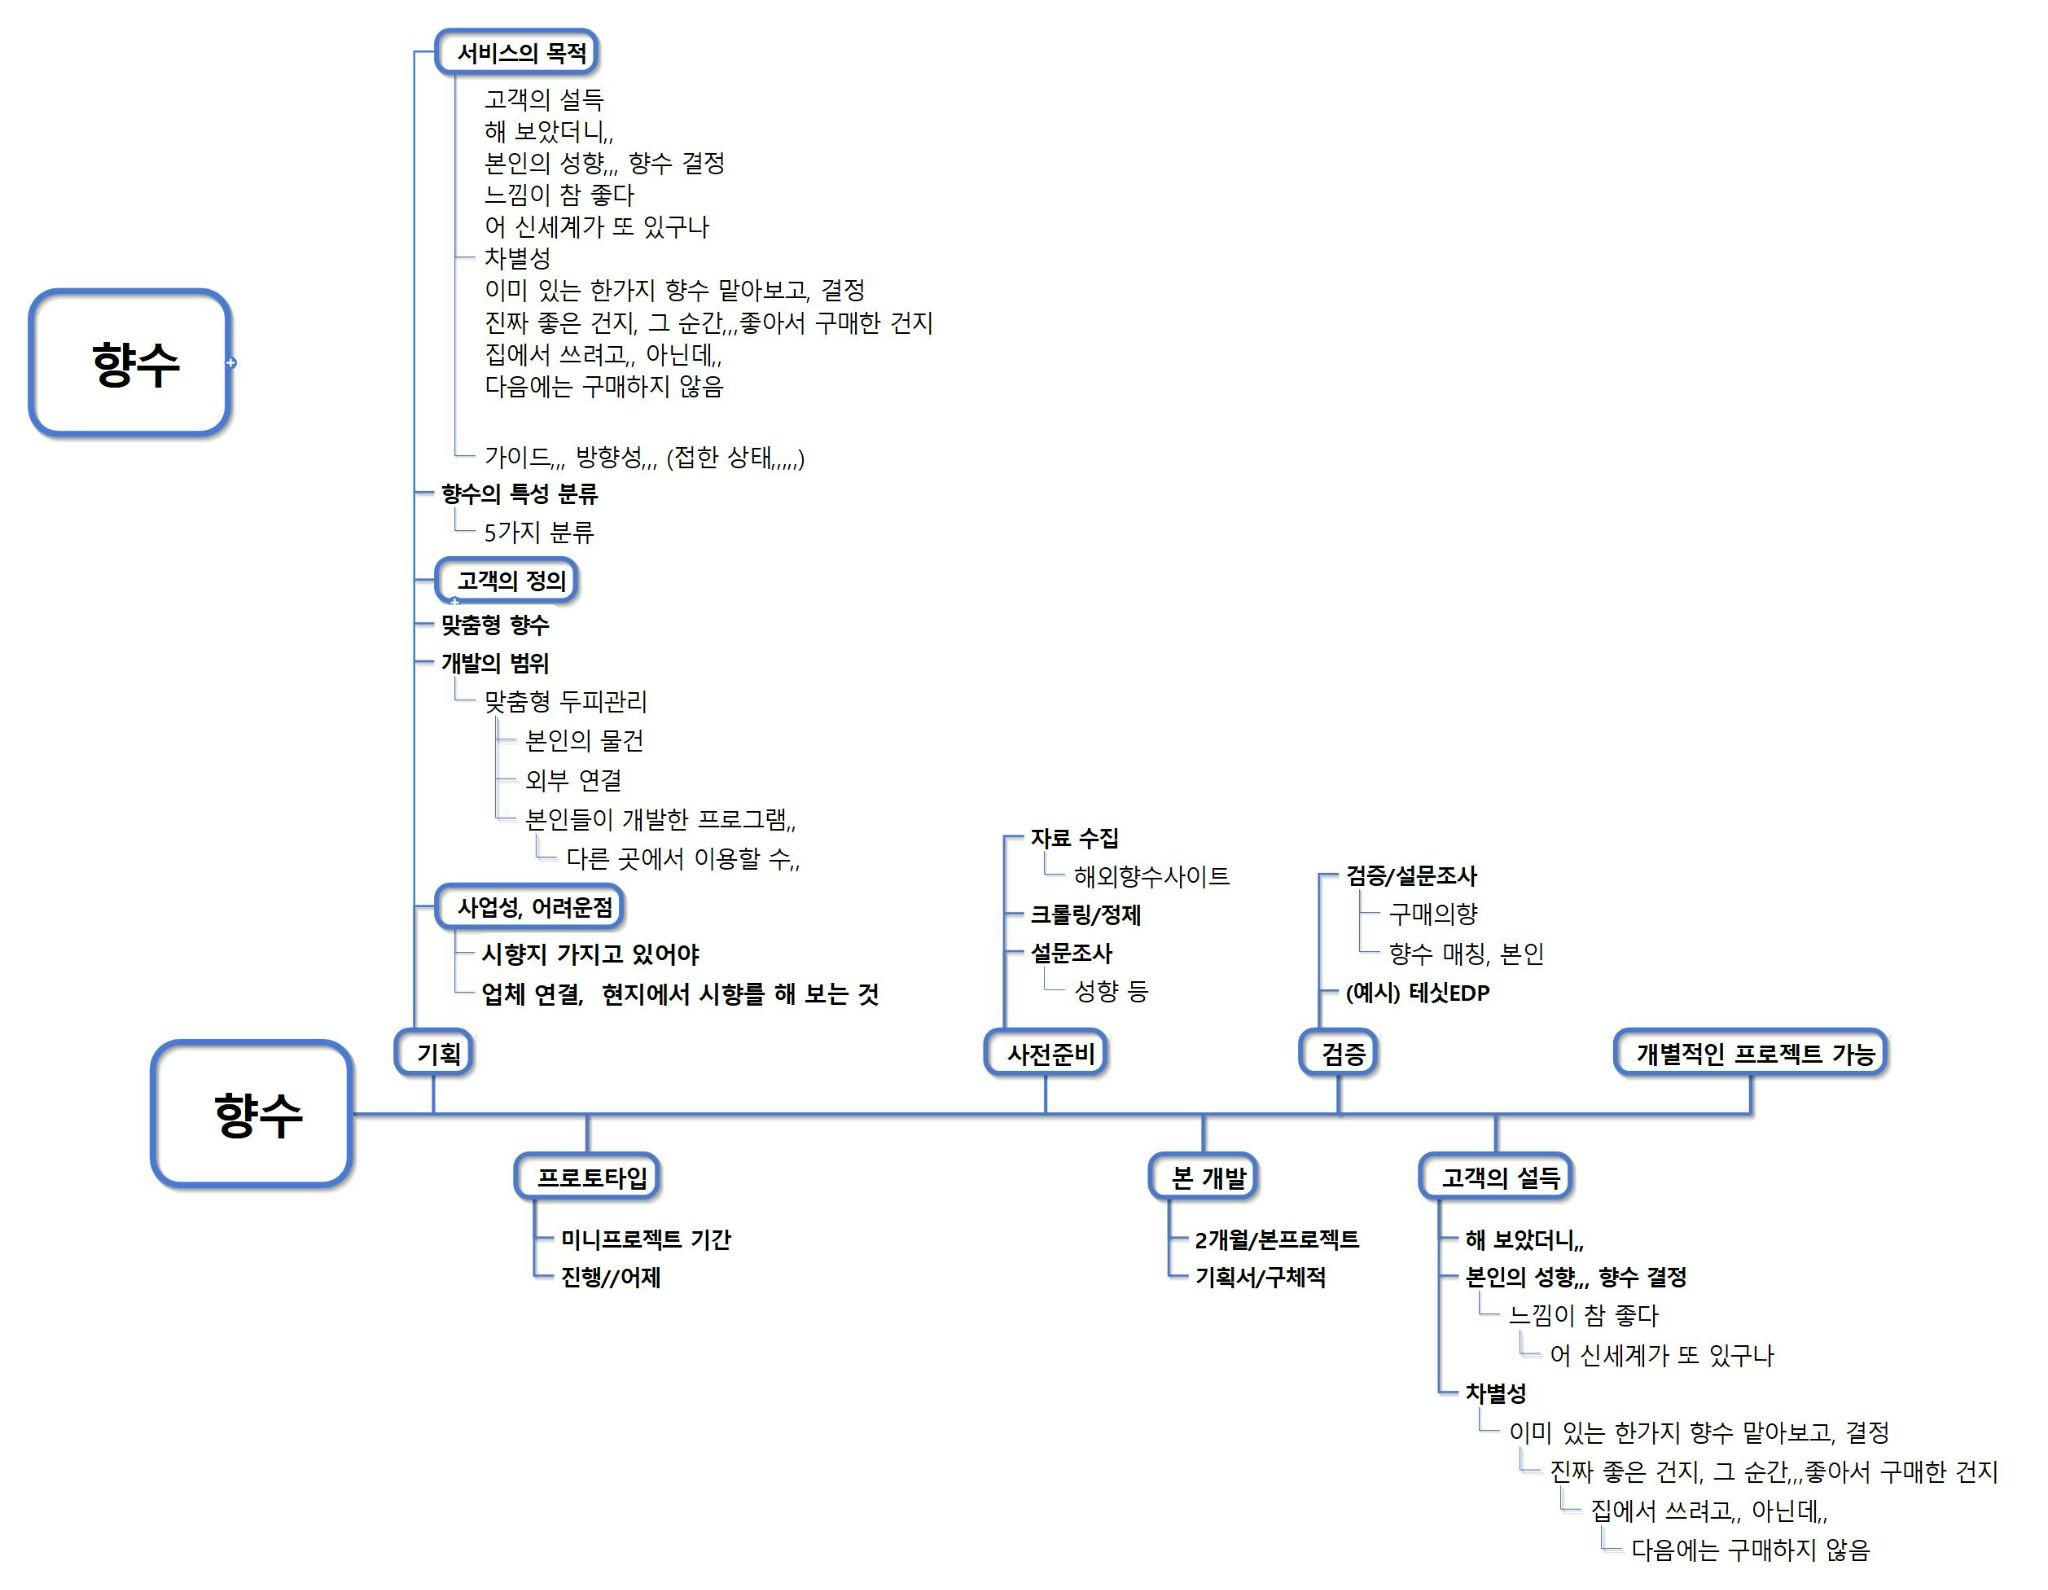 향수
서비스의 목적
고객의 설득
해 보았더니,,
본인의 성향,,, 향수 결정
느낌이 참 좋다
어 신세계가 또 있구나
차별성
이미 있는 한가지 향수 맡아보고, 결정
진짜 좋은 건지, 그 순간,,,좋아서 구매한 건지
집에서 쓰려고,, 아닌데,,
다음에는 구매하지 않음
가이드,,, 방향성,,, (접한 상태,,,,,)
향수의 특성 분류
5가지 분류
고객의 정의
맞춤형 향수
개발의 범위
맞춤형 두피관리
본인의 물건
외부 연결
본인들이 개발한 프로그램,,
다른 곳에서 이용할 수,,
사업성, 어려운점
시향지 가지고 있어야
업체 연결,  현지에서 시향를 해 보는 것
기획
자료 수집
해외향수사이트
크롤링/정제
설문조사
성향 등
사전준비
검증/설문조사
구매의향
향수 매칭, 본인
(예시) 테싯EDP
검증
개별적인 프로젝트 가능
향수
프로토타입
미니프로젝트 기간
진행//어제
본 개발
2개월/본프로젝트
기획서/구체적
고객의 설득
해 보았더니,,
본인의 성향,,, 향수 결정
느낌이 참 좋다
어 신세계가 또 있구나
차별성
이미 있는 한가지 향수 맡아보고, 결정
진짜 좋은 건지, 그 순간,,,좋아서 구매한 건지
집에서 쓰려고,, 아닌데,,
다음에는 구매하지 않음